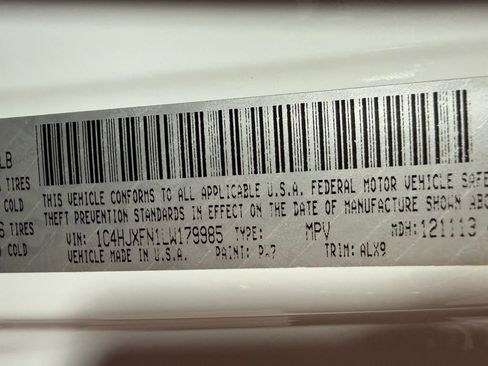 LB
TIRES
COLD
THIS VEHICLE CONFORMS TO ALL APPLICABLE U.S.A. FEDERAL MOTOR VEHICLE SAFE
THEFT PREVENTION STANDARDS IN EFFECT ON THE DATE OF MANUFACTURE SHOWN ABO
TIRES
COLD
VIN: 1C4HJXFN1LW179985 TYPE: MPV MDH: 121113
VEHICLE MADE IN U.S.A. PAINT: PW7 TRIM: ALX9